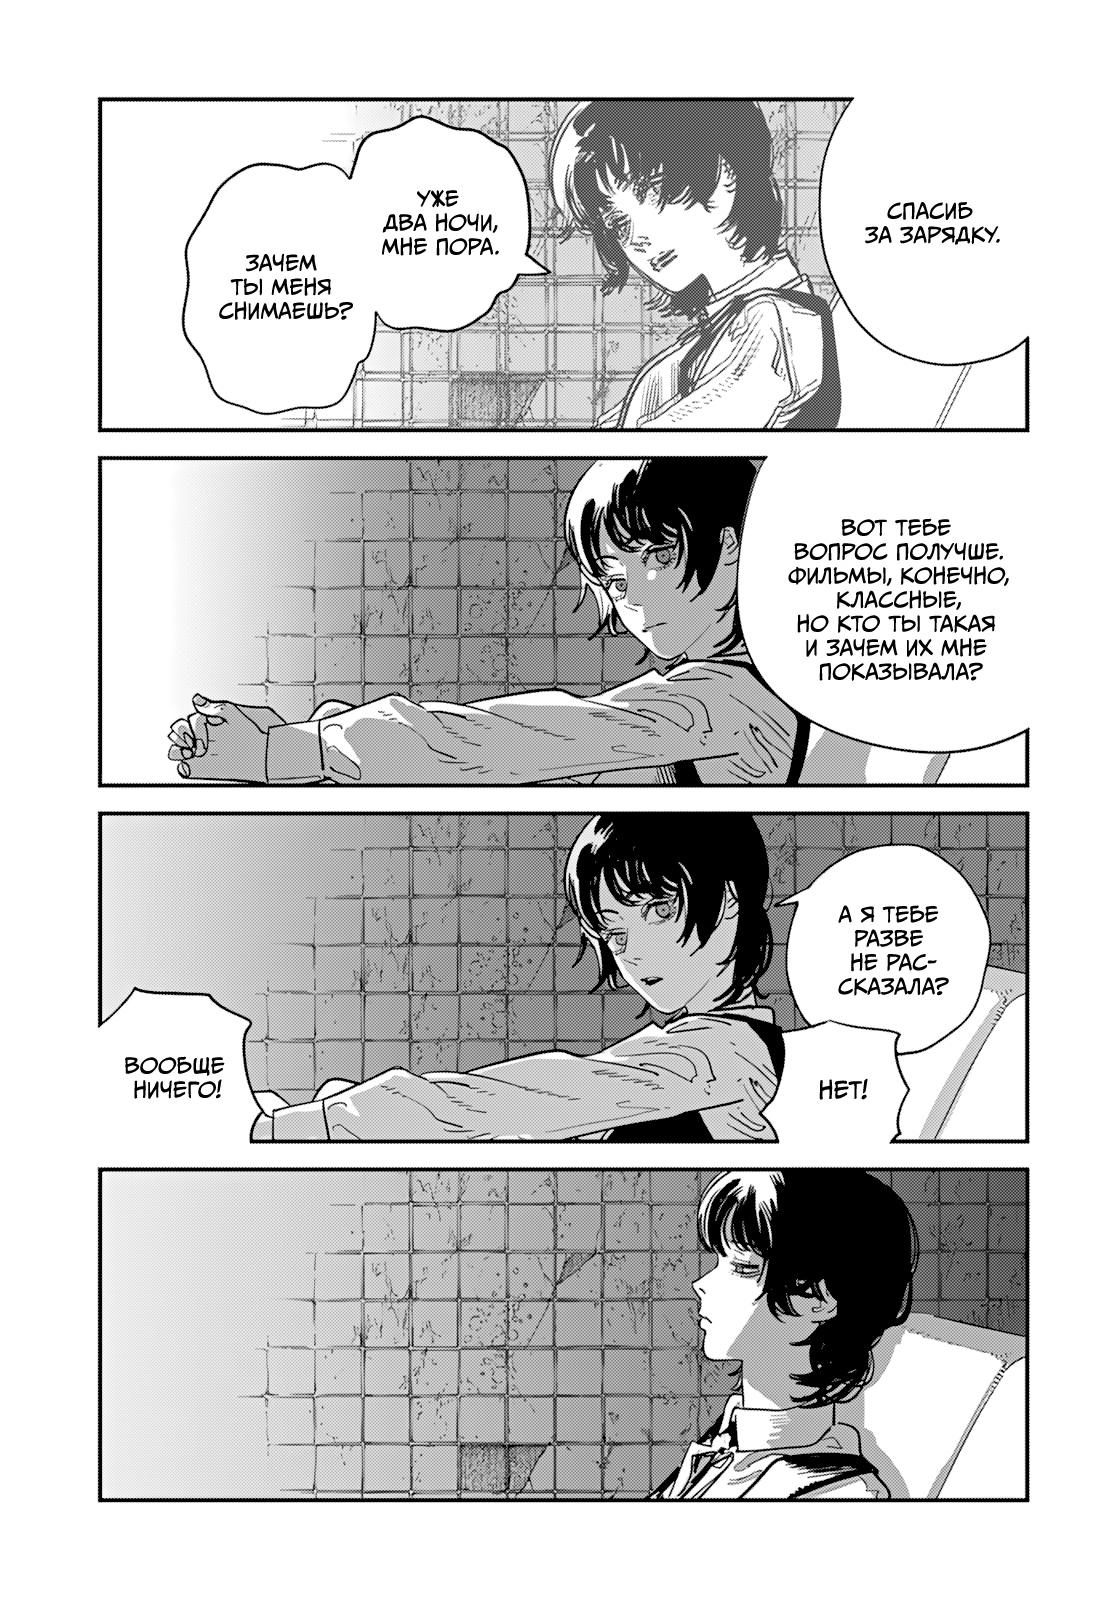 СПАСИБ
ЗА ЗАРЯДКУ.
УЖЕ
ДВА НОЧИ,
МНЕ ПОРА.
ЗАЧЕМ
ТЫ МЕНЯ
СНИМАЕШЬ?
ВОТ ТЕБЕ
ВОПРОС ПОЛУЧШЕ.
ФИЛЬМЫ, КОНЕЧНО,
КЛАССНЫЕ,
НО КТО ТЫ ТАКАЯ
И ЗАЧЕМ ИХ МНЕ
ПОКАЗЫВАЛА?
А Я ТЕБЕ
РАЗВЕ
НЕ РАС-
СКАЗАЛА?
НЕТ!
ВООБЩЕ
НИЧЕГО!